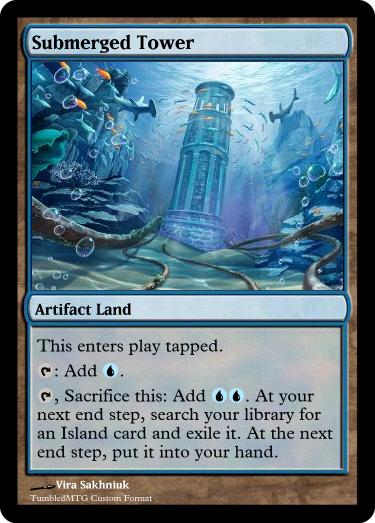 Submerged Tower
Artifact Land
This enters play tapped.
: Add .
, Sacrifice this: Add . At your
next end step, search your library for
an Island card and exile it. At the next
end step, put it into your hand.
Vira Sakhniuk
TumbledMTG Custom Format